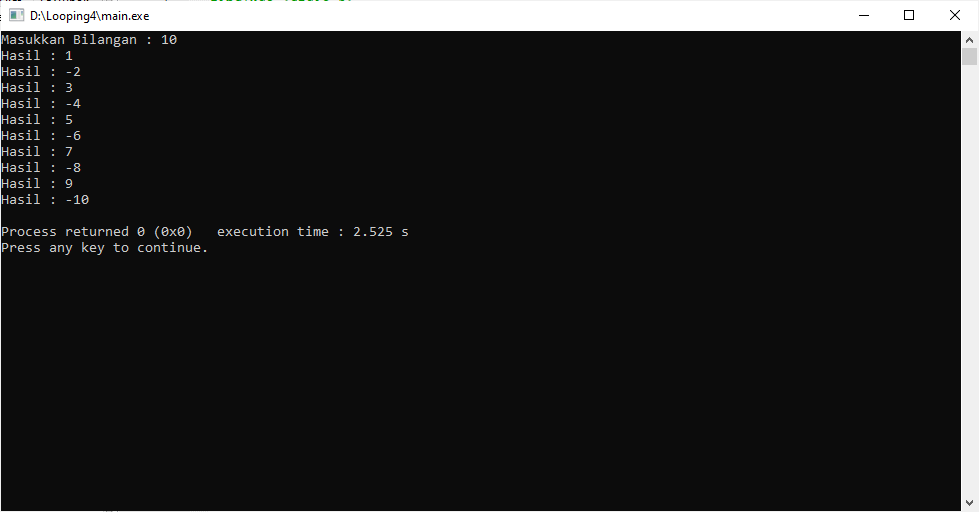 D:\Looping4\main.exe
Masukkan Bilangan : 10
Hasil : 1
Hasil : -2
Hasil : 3
Hasil : -4
Hasil : 5
Hasil : -6
Hasil : 7
Hasil : -8
Hasil : 9
Hasil : -10
Process returned 0 (0x0)   execution time : 2.525 s
Press any key to continue.